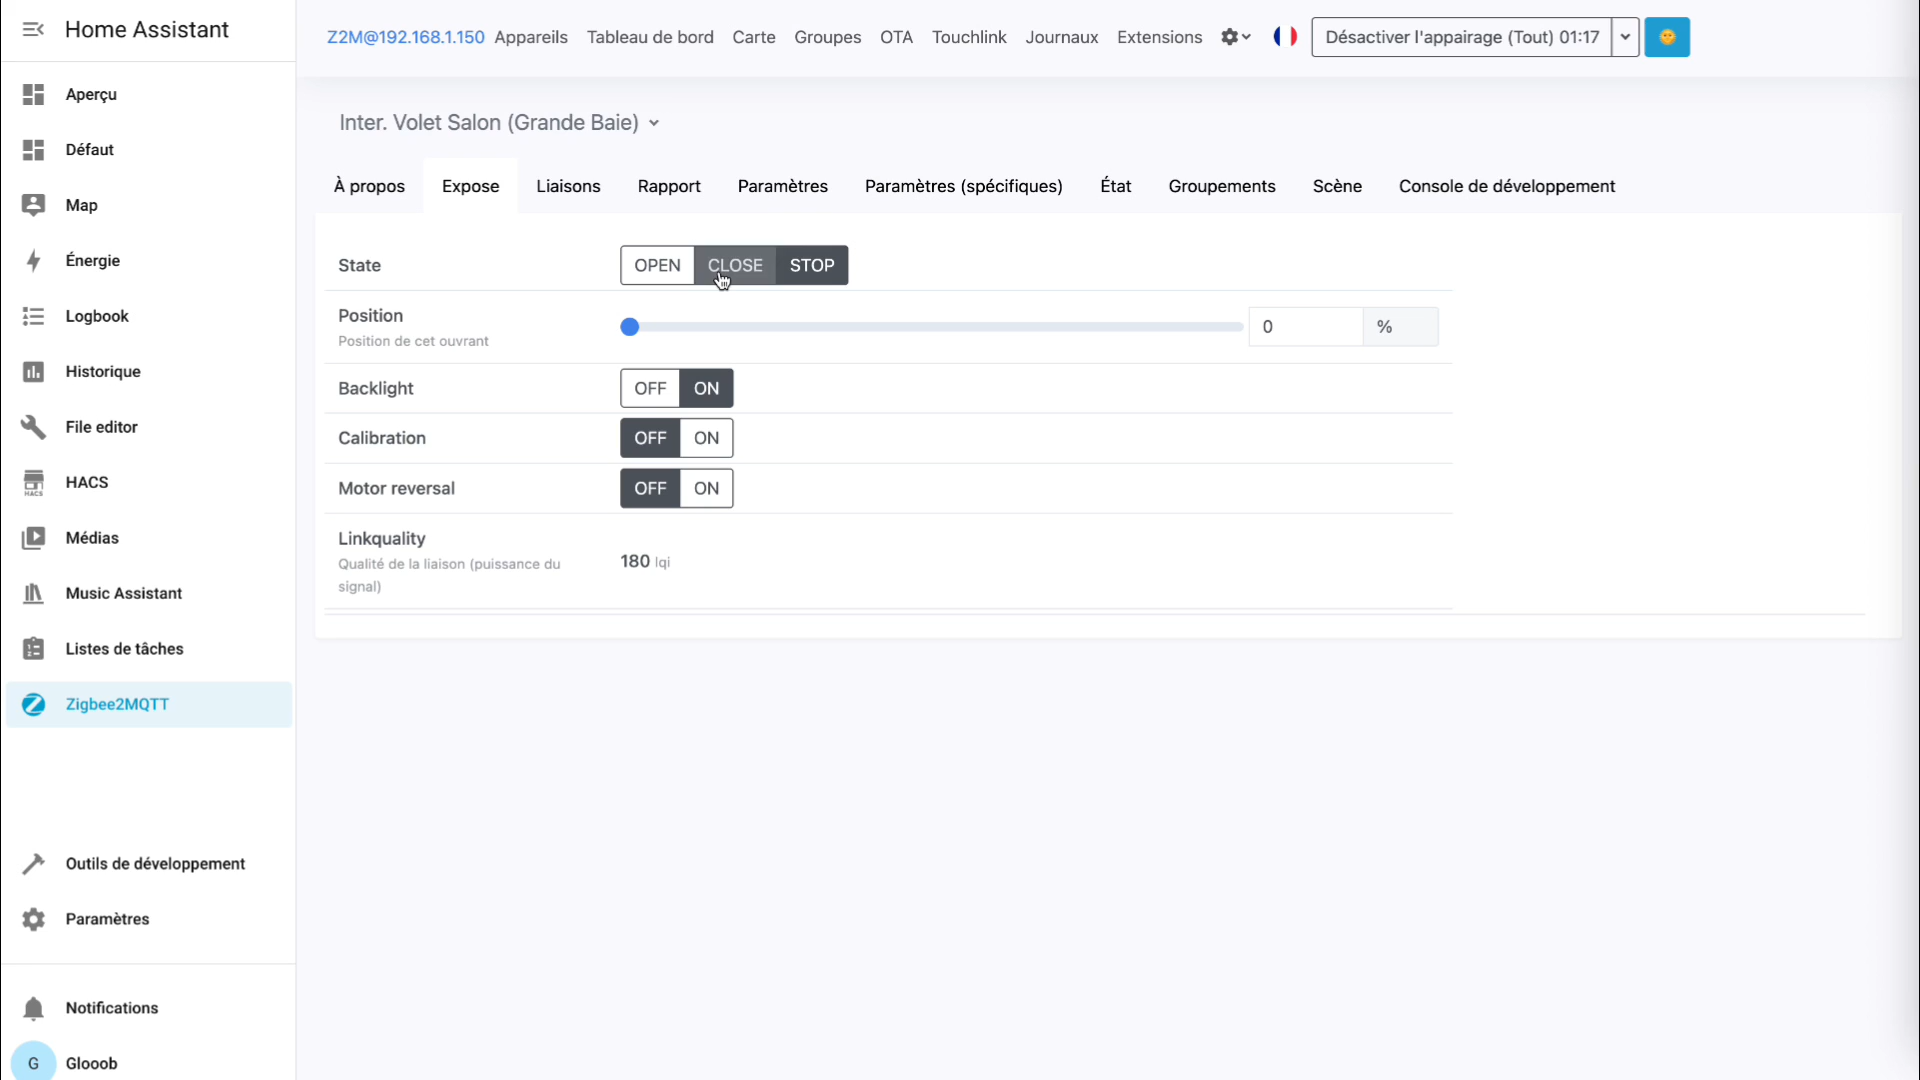 Home Assistant
Z2M@192.168.1.150 Appareils Tableau de bord Carte Groupes OTA Touchlink Journaux Extensions Désactiver l'appairage (Tout) 01:17
Aperçu
Défaut
Map
Énergie
Logbook
Historique
File editor
HACS
HACS
Médias
Music Assistant
Listes de tâches
Zigbee2MQTT
Outils de développement
Paramètres
Notifications
G Glooob
Inter. Volet Salon (Grande Baie)
À propos Expose Liaisons Rapport Paramètres Paramètres (spécifiques) État Groupements Scène Console de développement
State OPEN CLOSE STOP
Position 0 %
Position de cet ouvrant
Backlight OFF ON
Calibration OFF ON
Motor reversal OFF ON
Linkquality
Qualité de la liaison (puissance du
signal)
180 lqi